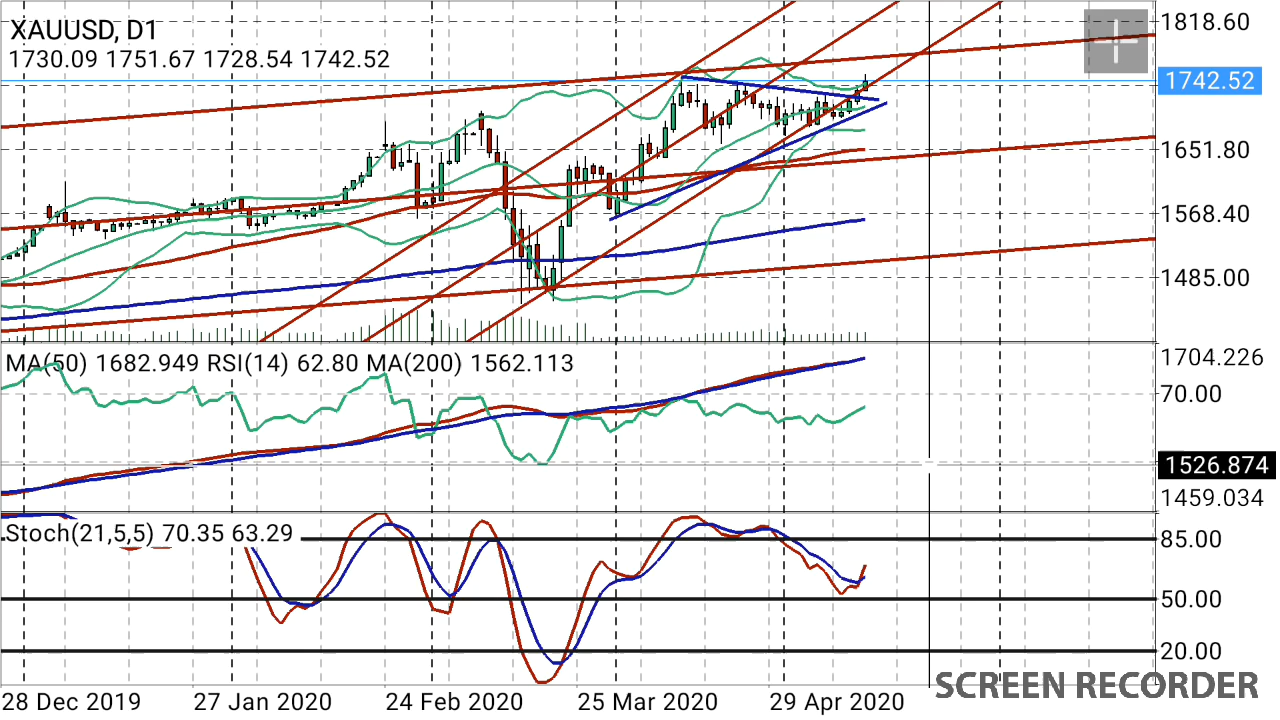 XAUUSD, D1
1730.09 1751.67 1728.54 1742.52
1818.60
1742.52
1651.80
1568.40
1485.00
MA(50) 1682.949 RSI(14) 62.80 MA(200) 1562.113
1704.226
70.00
1526.874
1459.034
Stoch(21,5,5) 70.35 63.29
85.00
50.00
20.00
28 Dec 2019 27 Jan 2020 24 Feb 2020 25 Mar 2020 29 Apr 2020
SCREEN RECORDER